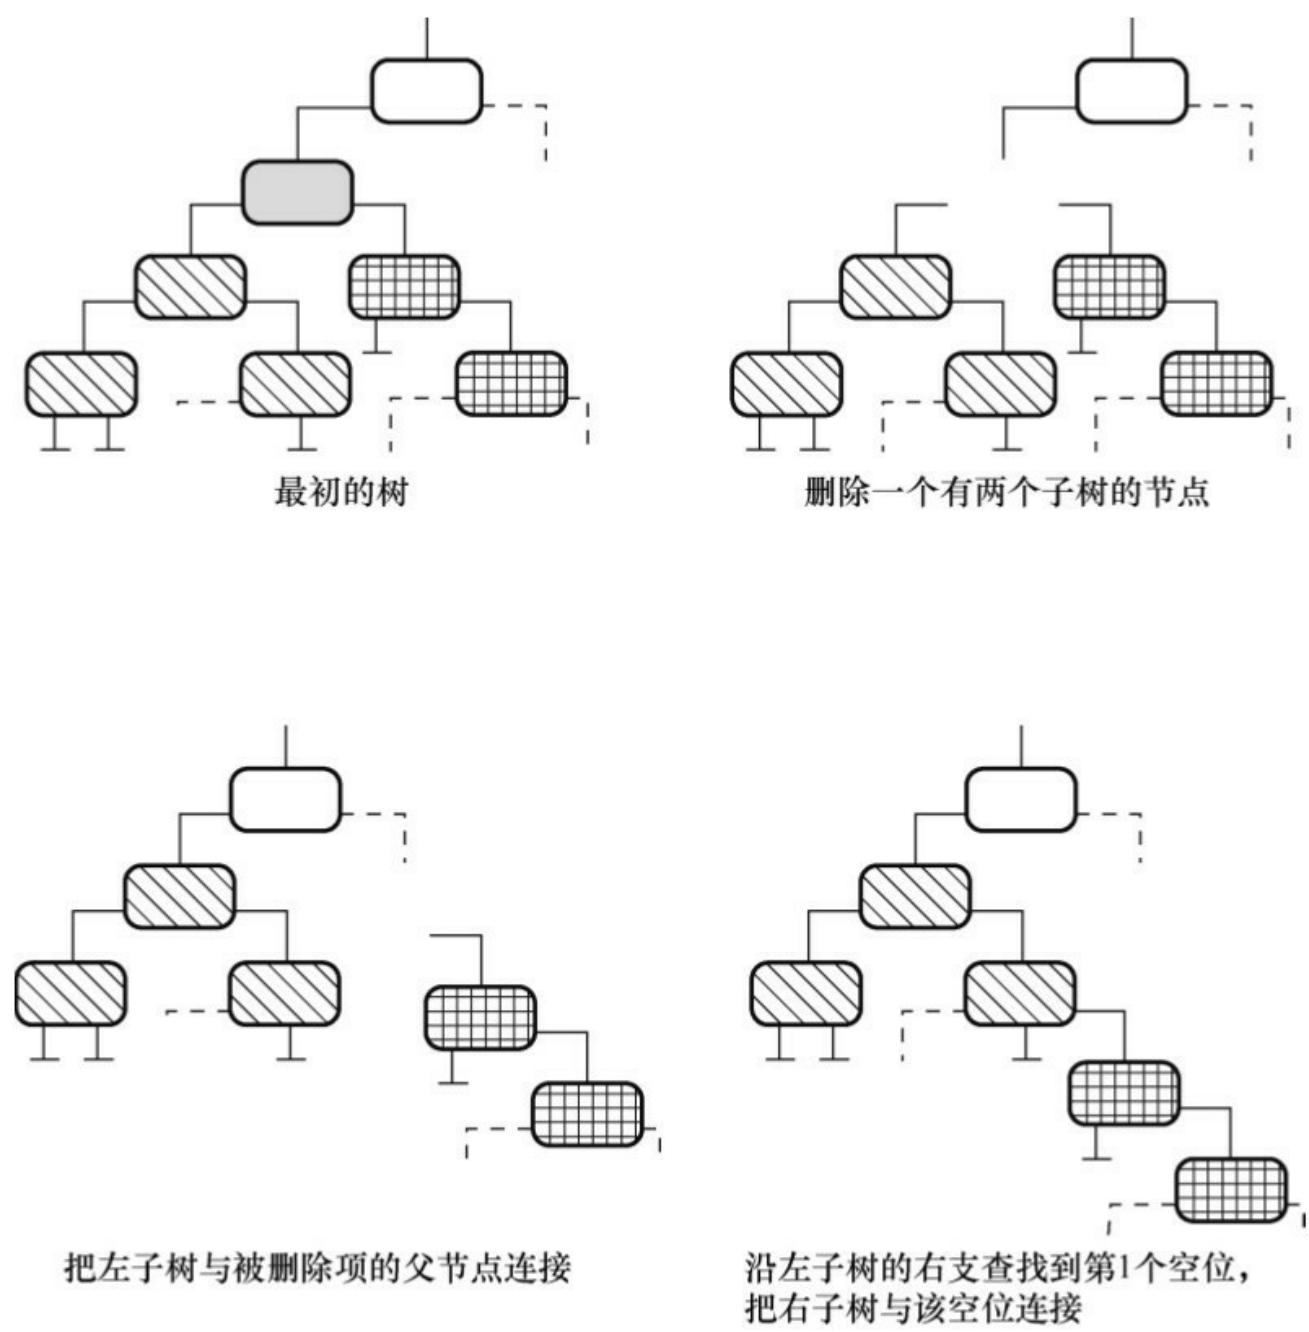 最初的树
删除一个有两个子树的节点
把左子树与被删除项的父节点连接
沿左子树的右支查找到第1个空位，
把右子树与该空位连接